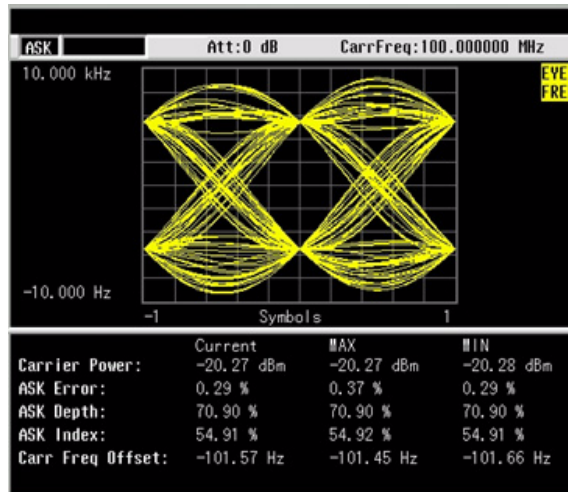 ASK Att:0 dB CarrFreq:100.000000 MHz
10.000 kHz
EYE
FRE
-10.000 Hz
-1 Symbols 1
Current MAX MIN
Carrier Power: -20.27 dBm -20.27 dBm -20.28 dBm
ASK Error: 0.29 % 0.37 % 0.29 %
ASK Depth: 70.90 % 70.90 % 70.90 %
ASK Index: 54.91 % 54.92 % 54.91 %
Carr Freq Offset: -101.57 Hz -101.45 Hz -101.66 Hz